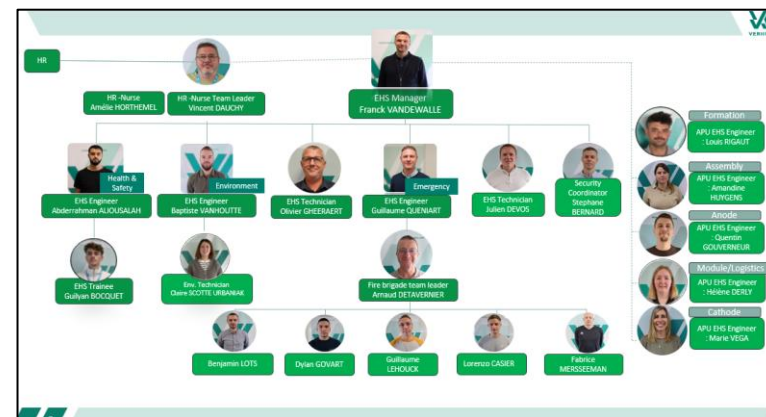 HR
HR -Nurse
Amélie HORTHEMEL
HR -Nurse Team Leader
Vincent DAUCHY
EHS Manager
Franck VANDEWALLE
Health &
Safety
EHS Engineer
Abderrahman ALIOUSALAH
Environment
EHS Engineer
Baptiste VANHOUTTE
EHS Technician
Olivier GHEERAERT
Emergency
EHS Engineer
Guillaume QUENIART
EHS Technician
Julien DEVOS
Security
Coordinator
Stephane
BERNARD
EHS Trainee
Guilyan BOCQUET
Env. Technician
Claire SCOTTE URBANIAK
Fire brigade team leader
Arnaud DETAVERNIER
Benjamin LOTS
Dylan GOVART
Guillaume
LEHOUCK
Lorenzo CASIER
Fabrice
MERSSEEMAN
Formation
APU EHS Engineer
: Louis RIGAUT
Assembly
APU EHS Engineer
: Amandine
HUYGENS
Anode
APU EHS Engineer
: Quentin
GOUVERNEUR
Module/Logistics
APU EHS Engineer
: Hélène DERLY
Cathode
APU EHS Engineer
: Marie VEGA